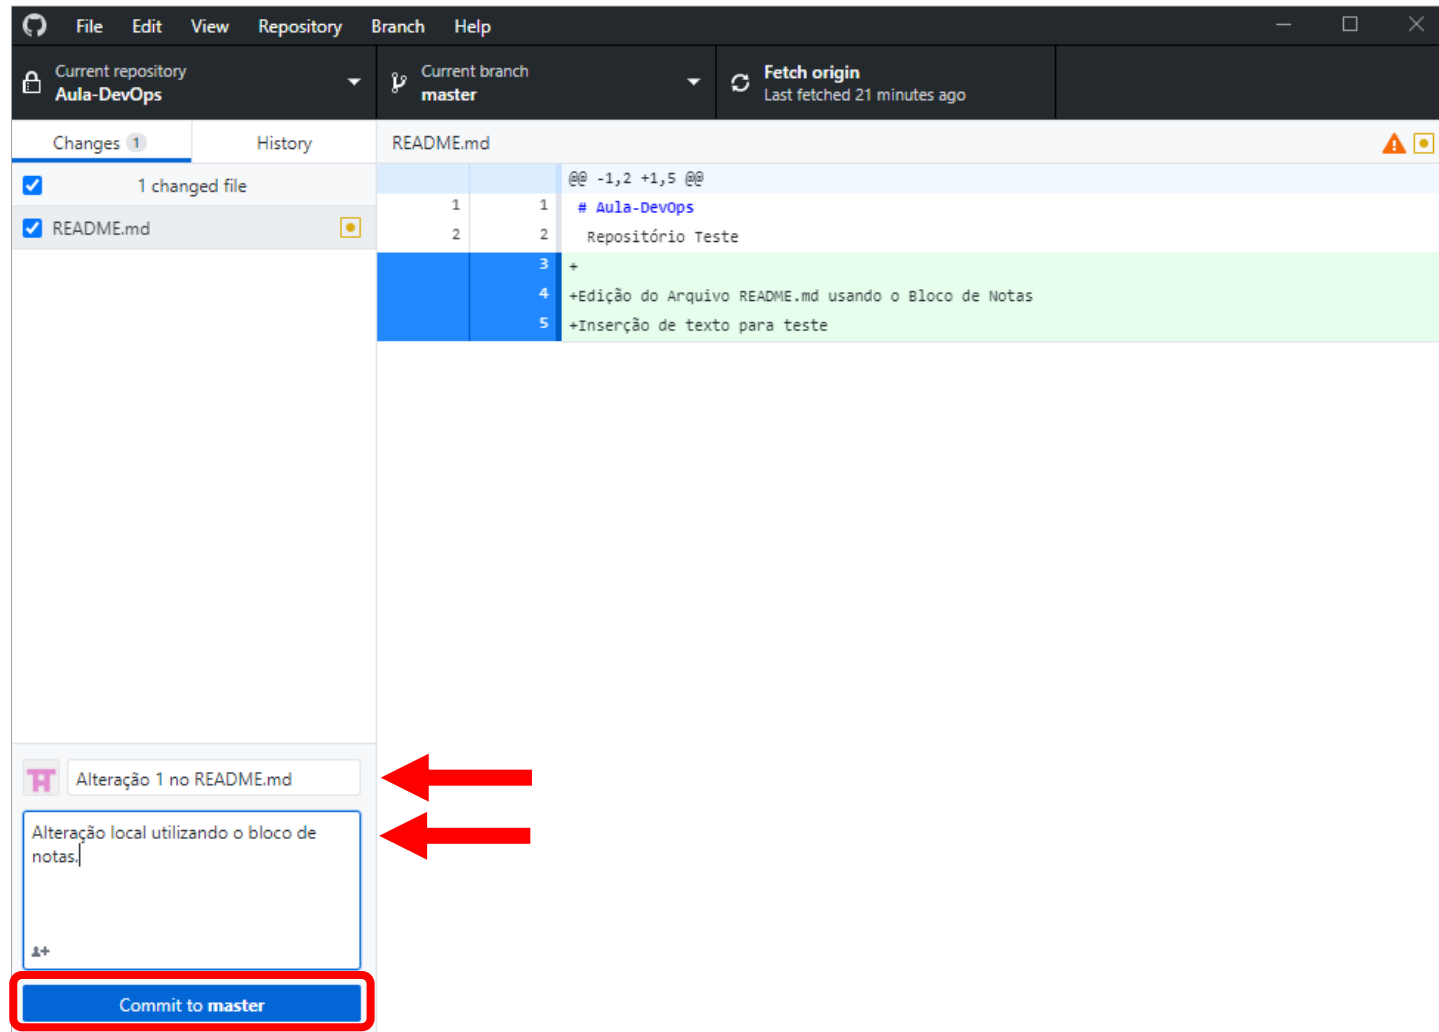 File Edit View Repository Branch Help
Current repository
Aula-DevOps
Current branch
master
Fetch origin
Last fetched 21 minutes ago
Changes 1 History
README.md
1 changed file
README.md
@@ -1,2 +1,5 @@
1 1 # Aula-DevOps
2 2 Repositório Teste
3 +
4 +Edição do Arquivo README.md usando o Bloco de Notas
5 +Inserção de texto para teste
Alteração 1 no README.md
Alteração local utilizando o bloco de
notas.
Commit to master